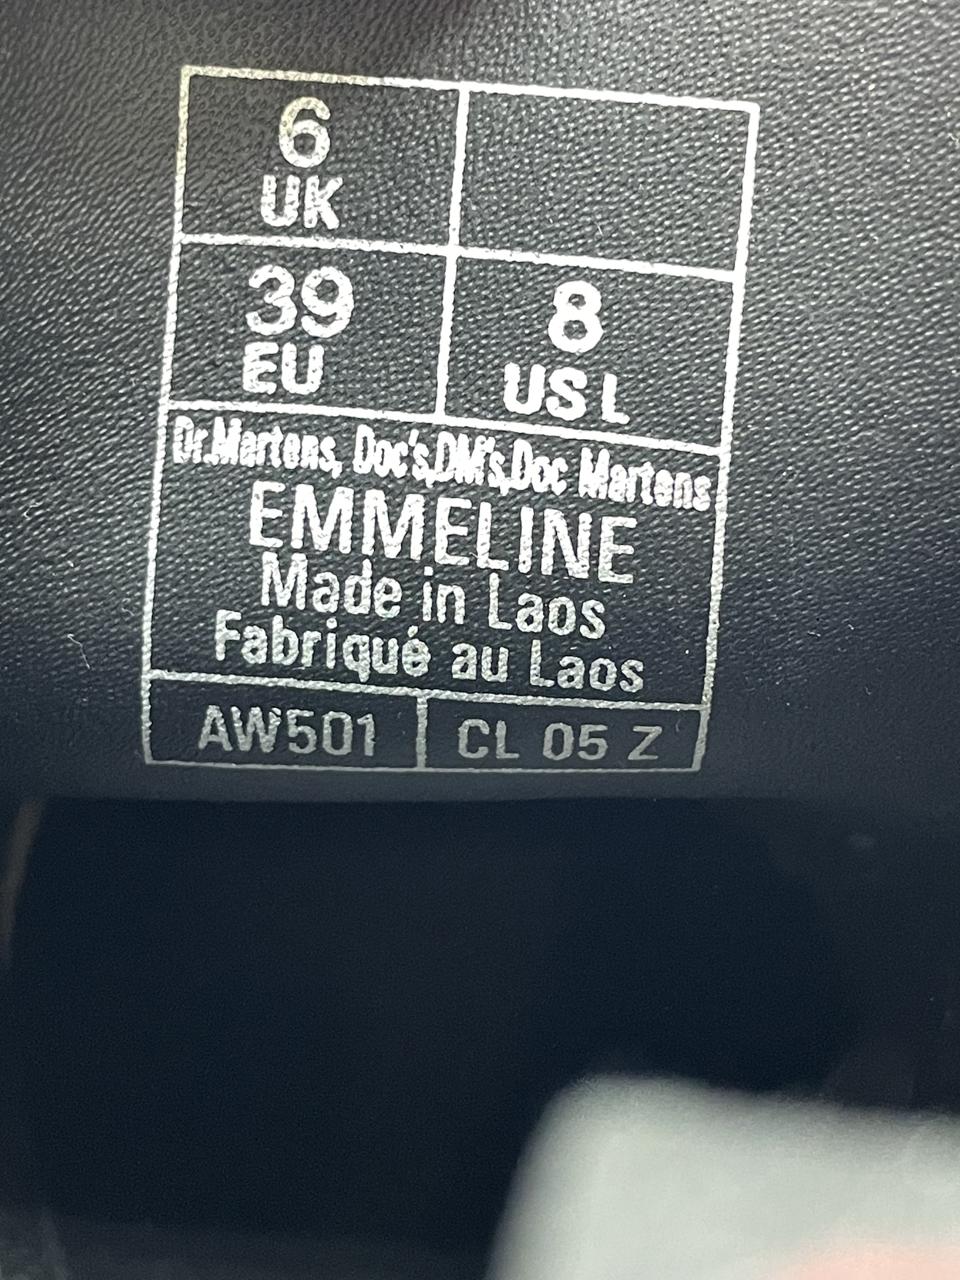 6
UK
39
EU
8
US L
Dr.Martens, Doc's,DM's,Doc Martens
EMMELINE
Made in Laos
Fabriqué au Laos
AW501
CL 05 Z